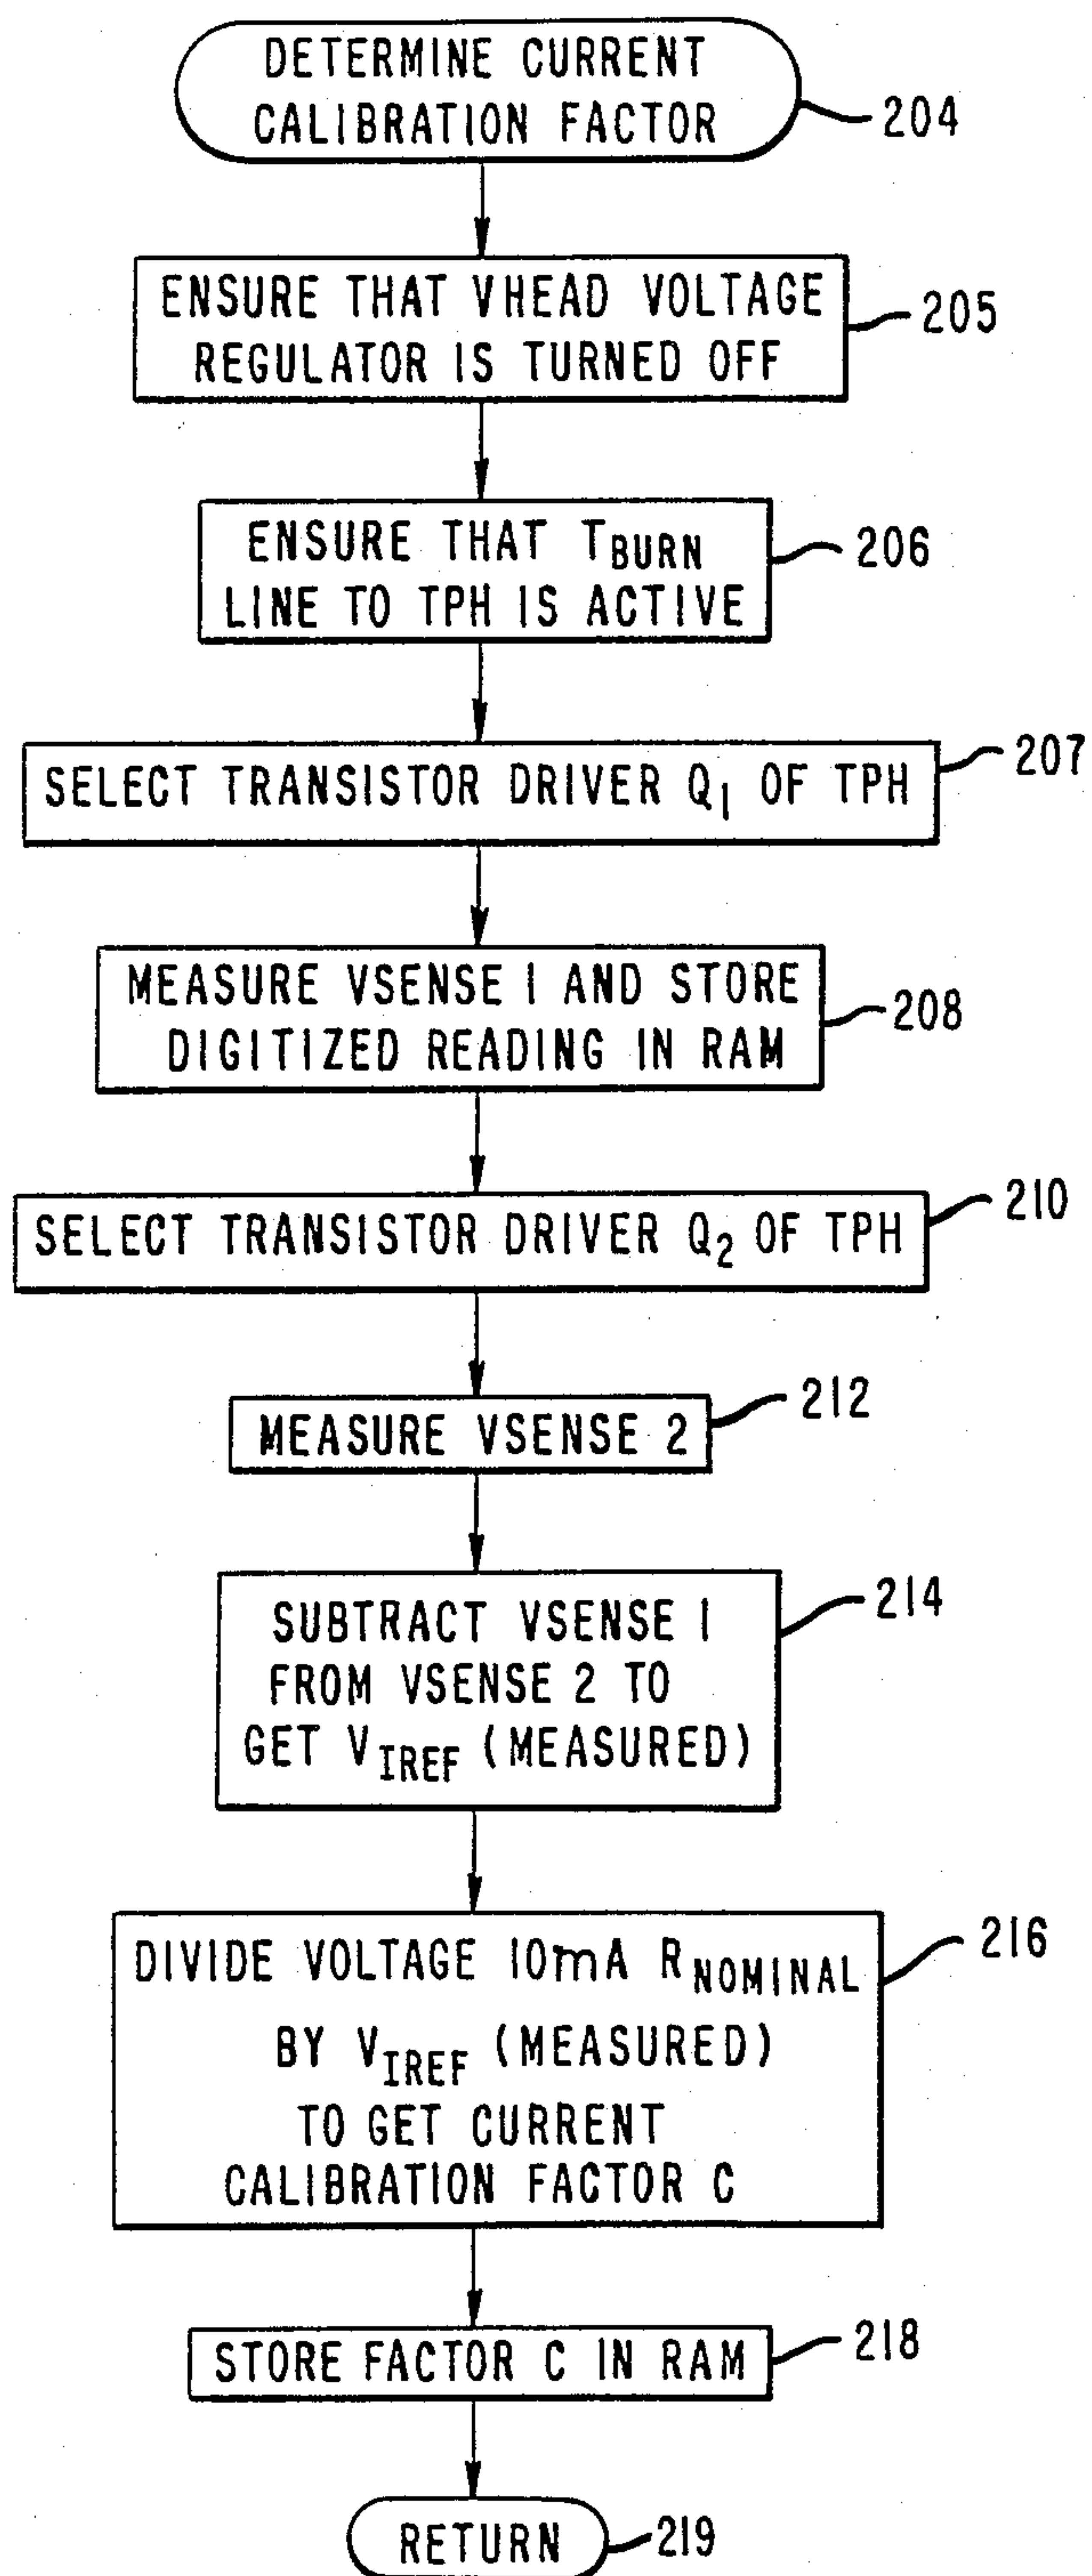 DETERMINE CURRENT
CALIBRATION FACTOR
204
ENSURE THAT VHEAD VOLTAGE
REGULATOR IS TURNED OFF
205
ENSURE THAT TBURN
LINE TO TPH IS ACTIVE
206
SELECT TRANSISTOR DRIVER Q1 OF TPH
207
MEASURE VSENSE 1 AND STORE
DIGITIZED READING IN RAM
208
SELECT TRANSISTOR DRIVER Q2 OF TPH
210
MEASURE VSENSE 2
212
SUBTRACT VSENSE 1
FROM VSENSE 2 TO
GET VIREF (MEASURED)
214
DIVIDE VOLTAGE 10mA RNOMINAL
BY VIREF (MEASURED)
TO GET CURRENT
CALIBRATION FACTOR C
216
STORE FACTOR C IN RAM
218
RETURN
219